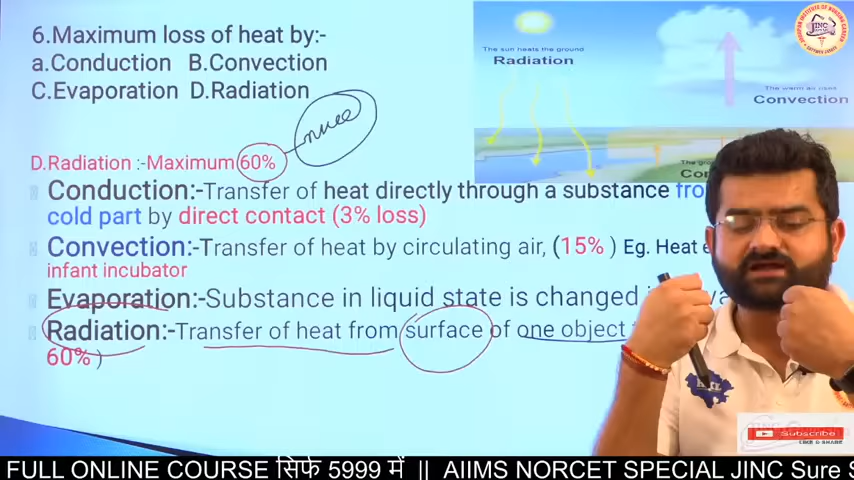 6.Maximum loss of heat by:-
a.Conduction B.Convection
C.Evaporation D.Radiation
The sun heats the ground
Radiation
JINC
The warm air rises
Convection
D.Radiation :-Maximum 60%
Conduction:-Transfer of heat directly through a substance
cold part by direct contact (3% loss)
Convection:-Transfer of heat by circulating air, (15% ) Eg. Heat
infant incubator
Evaporation:-Substance in liquid state is changed
Radiation:-Transfer of heat from surface of one object
60% )
Subscribe
LIKE & SHARE
FULL ONLINE COURSE सिर्फ 5999 में || AIIMS NORCET SPECIAL JINC Sure